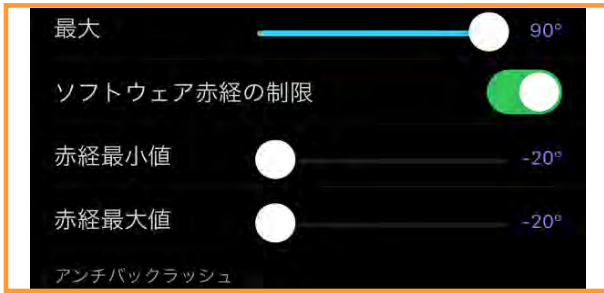 最大 90°
ソフトウェア赤経の制限
赤経最小値 -20°
赤経最大値 -20°
アンチバックラッシュ